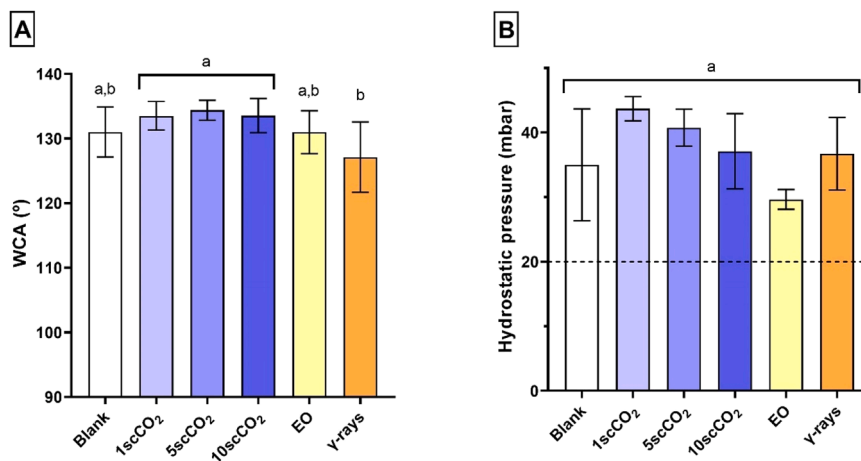 A
a
a,b
a,b
b
140
130
120
110
100
90
WCA (º)
Blank
1scCO₂
5scCO₂
10scCO₂
EO
γ-rays
B
a
40
20
0
Hydrostatic pressure (mbar)
Blank
1scCO₂
5scCO₂
10scCO₂
EO
γ-rays